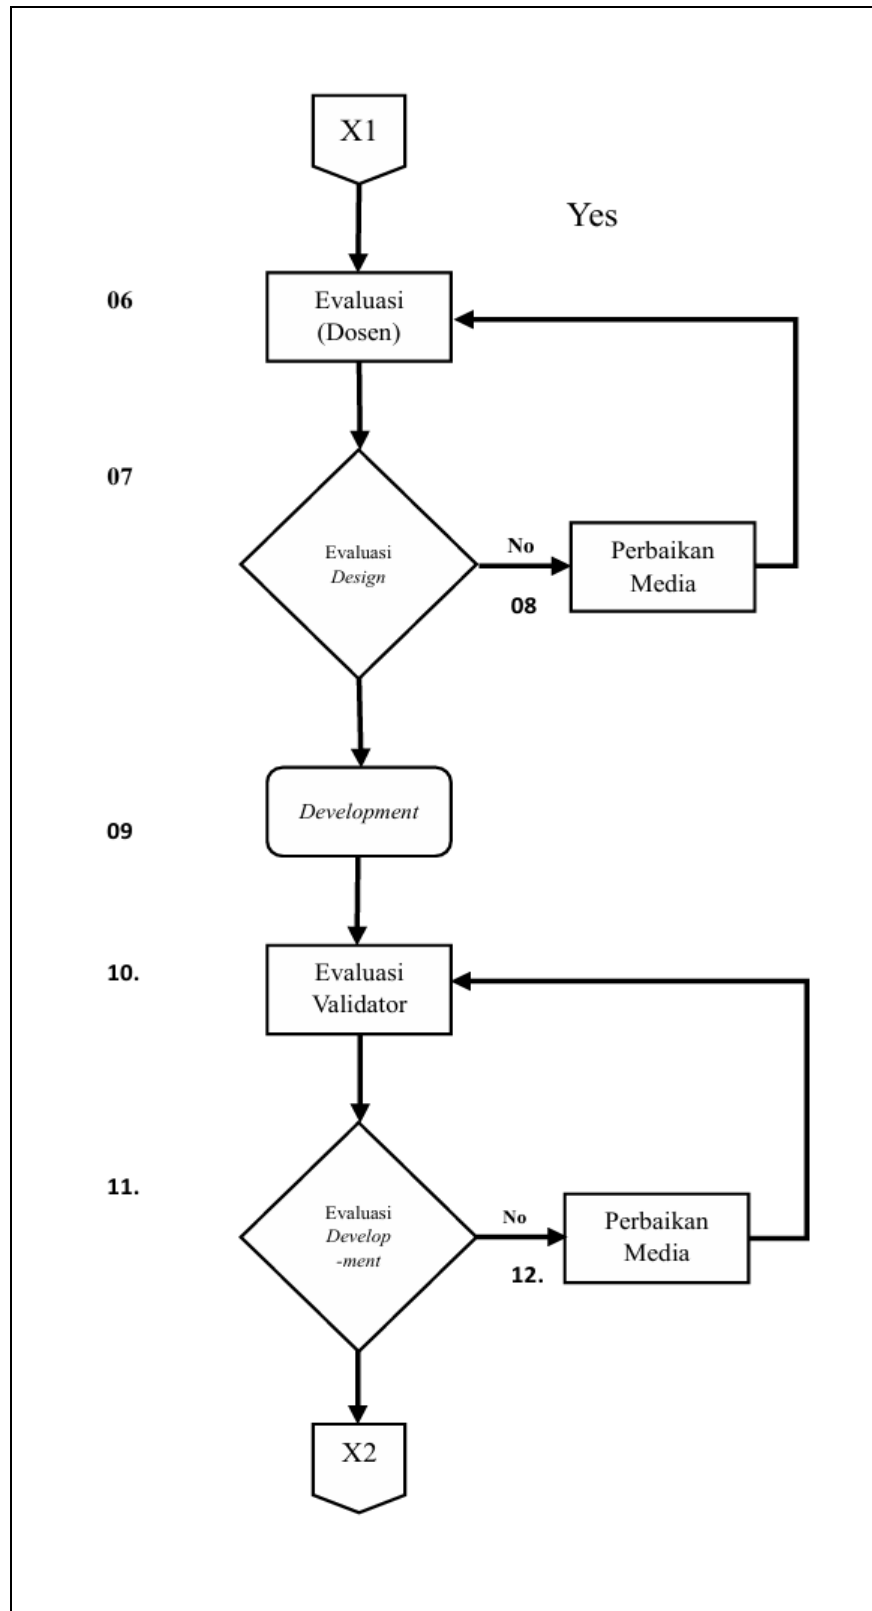 X1
Yes
06
Evaluasi
(Dosen)
07
Evaluasi
Design
No
08
Perbaikan
Media
09
Development
10.
Evaluasi
Validator
11.
Evaluasi
Develop
-ment
No
12.
Perbaikan
Media
X2